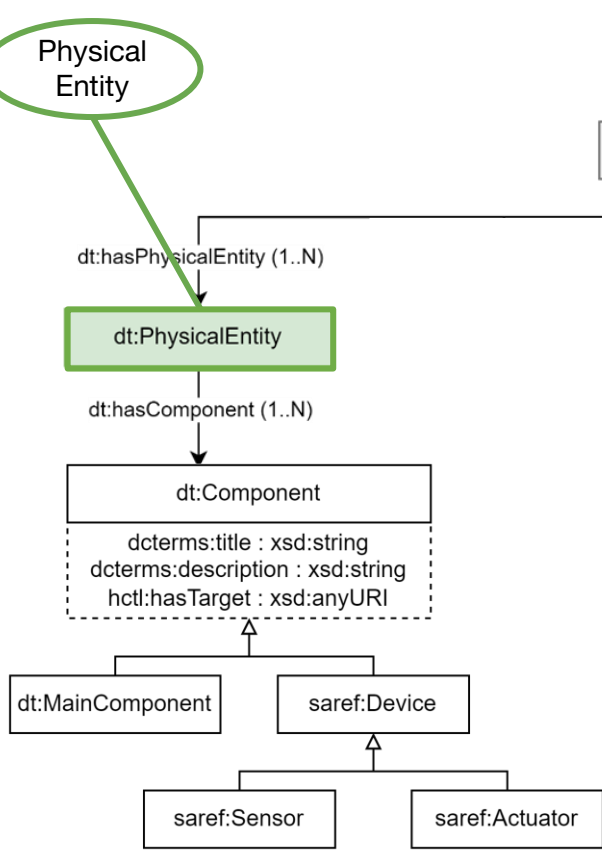 Physical
Entity
dt:hasPhysicalEntity (1..N)
dt:PhysicalEntity
dt:hasComponent (1..N)
dt:Component
dcterms:title : xsd:string
dcterms:description : xsd:string
hctl:hasTarget : xsd:anyURI
dt:MainComponent
saref:Device
saref:Sensor
saref:Actuator